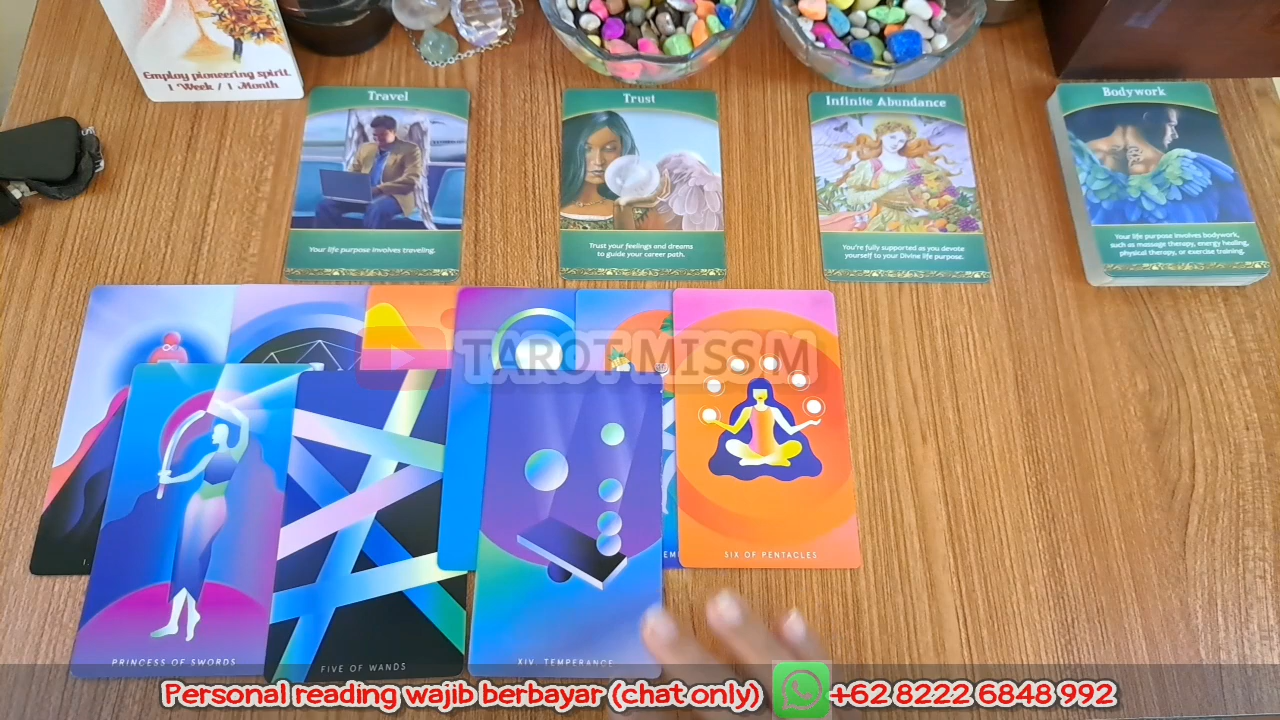 Employ pioneering spirit.
1 Week / 1 Month
Travel
Your life purpose involves traveling.
Trust
Trust your feelings and dreams
to guide your career path.
Infinite Abundance
You're fully supported as you devote
yourself to your Divine life purpose.
Bodywork
Your life purpose involves bodywork,
such as massage therapy, energy healing,
physical therapy, or exercise training.
TAROT MISS M
SIX OF PENTACLES
PRINCESS OF SWORDS
FIVE OF WANDS
XIV. TEMPERANCE
Personal reading wajib berbayar (chat only) +62 8222 6848 992